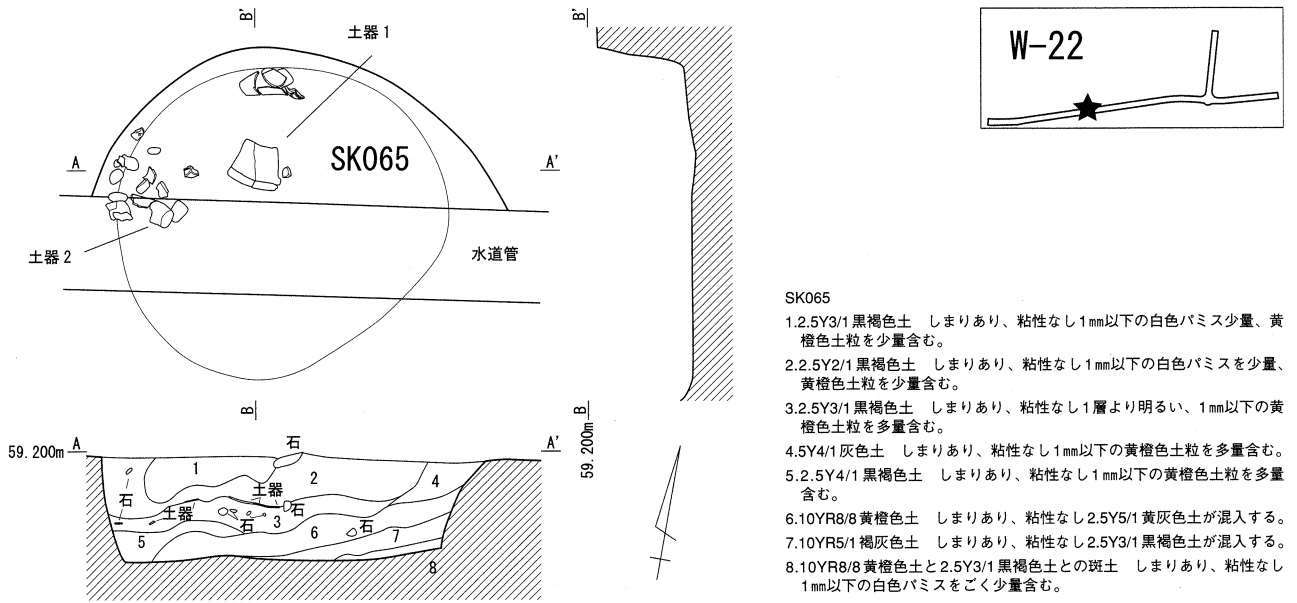 B'
土器 1
B'
W-22
A
SK065
A'
土器 2
水道管
B
B
59.200m
59.200m
A
A'
石
1
2
4
石
土器
土器
石
石
3
6
石
5
7
8
SK065
1.2.5Y3/1黒褐色土　しまりあり、粘性なし1㎜以下の白色パミス少量、黄
橙色土粒を少量含む。
2.2.5Y2/1黒褐色土　しまりあり、粘性なし1㎜以下の白色パミスを少量、
黄橙色土粒を少量含む。
3.2.5Y3/1黒褐色土　しまりあり、粘性なし1層より明るい、1㎜以下の黄
橙色土粒を多量含む。
4.5Y4/1灰色土　しまりあり、粘性なし1㎜以下の黄橙色土粒を多量含む。
5.2.5Y4/1黒褐色土　しまりあり、粘性なし1㎜以下の黄橙色土粒を多量
含む。
6.10YR8/8黄橙色土　しまりあり、粘性なし2.5Y5/1黄灰色土が混入する。
7.10YR5/1褐灰色土　しまりあり、粘性なし2.5Y3/1黒褐色土が混入する。
8.10YR8/8黄橙色土と2.5Y3/1黒褐色土との斑土　しまりあり、粘性なし
1㎜以下の白色パミスをごく少量含む。